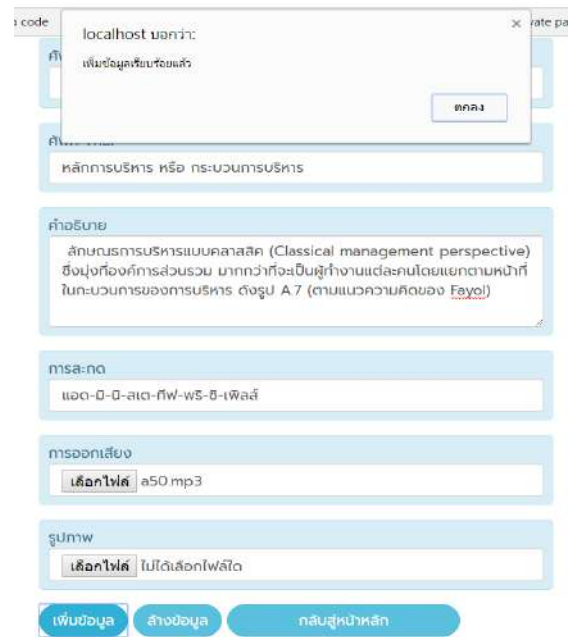 code
vate pa
localhost บอกว่า:
×
เพิ่มข้อมูลเรียบร้อยแล้ว
ตกลง
หลักการบริหาร หรือ กระบวนการบริหาร
คำอธิบาย
ลักษณธการบริหารแบบคลาสสิค (Classical management perspective)
ซึ่งมุ่งที่องค์การส่วนรวม มากกว่าที่จะเป็นผู้ทำงานแต่ละคนโดยแยกตามหน้าที่
ในกะบวนการของการบริหาร ดังรูป A.7 (ตามแนวความคิดของ Fayol)
การสะกด
แอด-มิ-นิ-สเต-ทีฟ-พริ-ซิ-เพิลส์
การออกเสียง
เลือกไฟล์ a50.mp3
รูปภาพ
เลือกไฟล์ ไม่ได้เลือกไฟล์ใด
เพิ่มข้อมูล ล้างข้อมูล กลับสู่หน้าหลัก